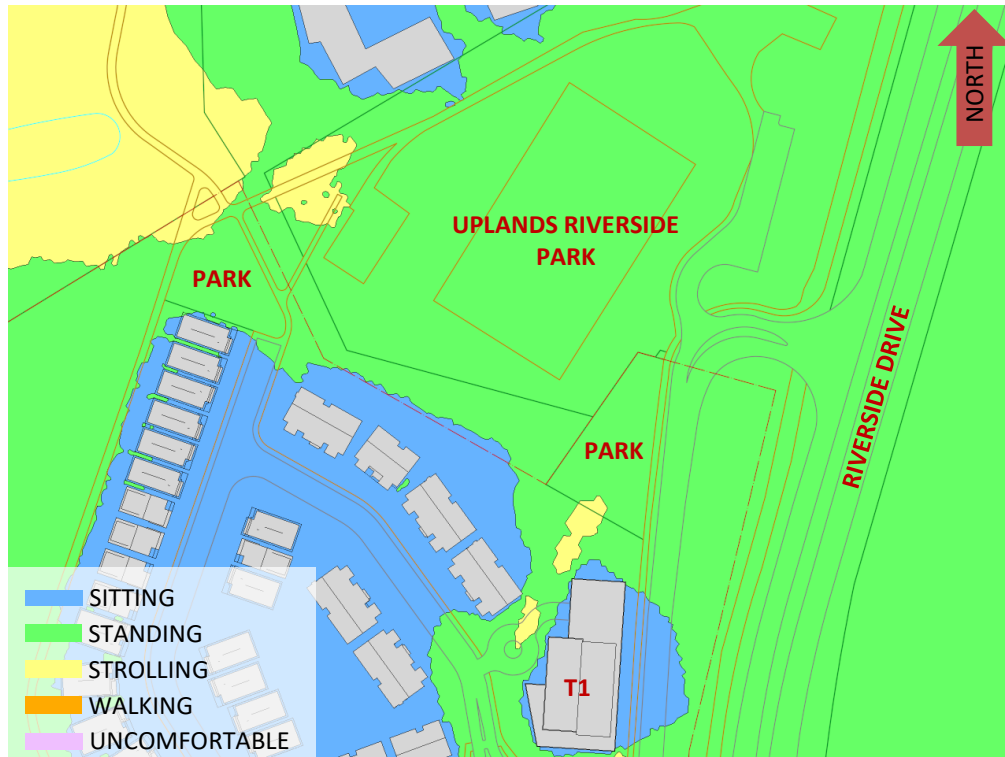 NORTH
UPLANDS RIVERSIDE
PARK
PARK
RIVERSIDE DRIVE
PARK
T1
SITTING
STANDING
STROLLING
WALKING
UNCOMFORTABLE